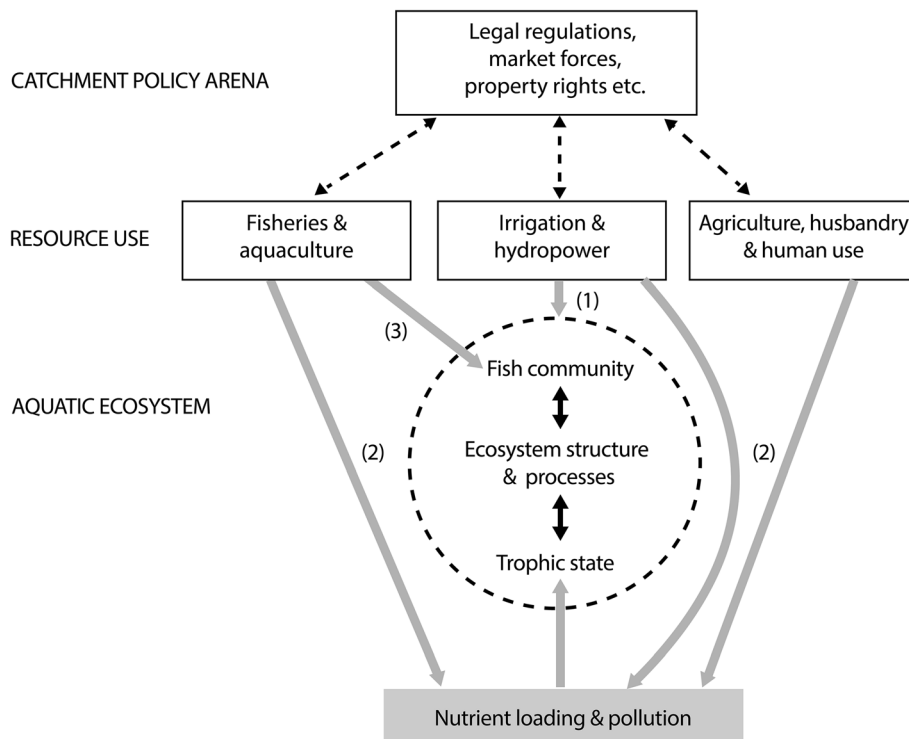 Legal regulations,
market forces,
property rights etc.
CATCHMENT POLICY ARENA
RESOURCE USE
Fisheries &
aquaculture
Irrigation &
hydropower
Agriculture, husbandry
& human use
(1)
(3)
Fish community
AQUATIC ECOSYSTEM
Ecosystem structure
& processes
(2)
(2)
Trophic state
Nutrient loading & pollution